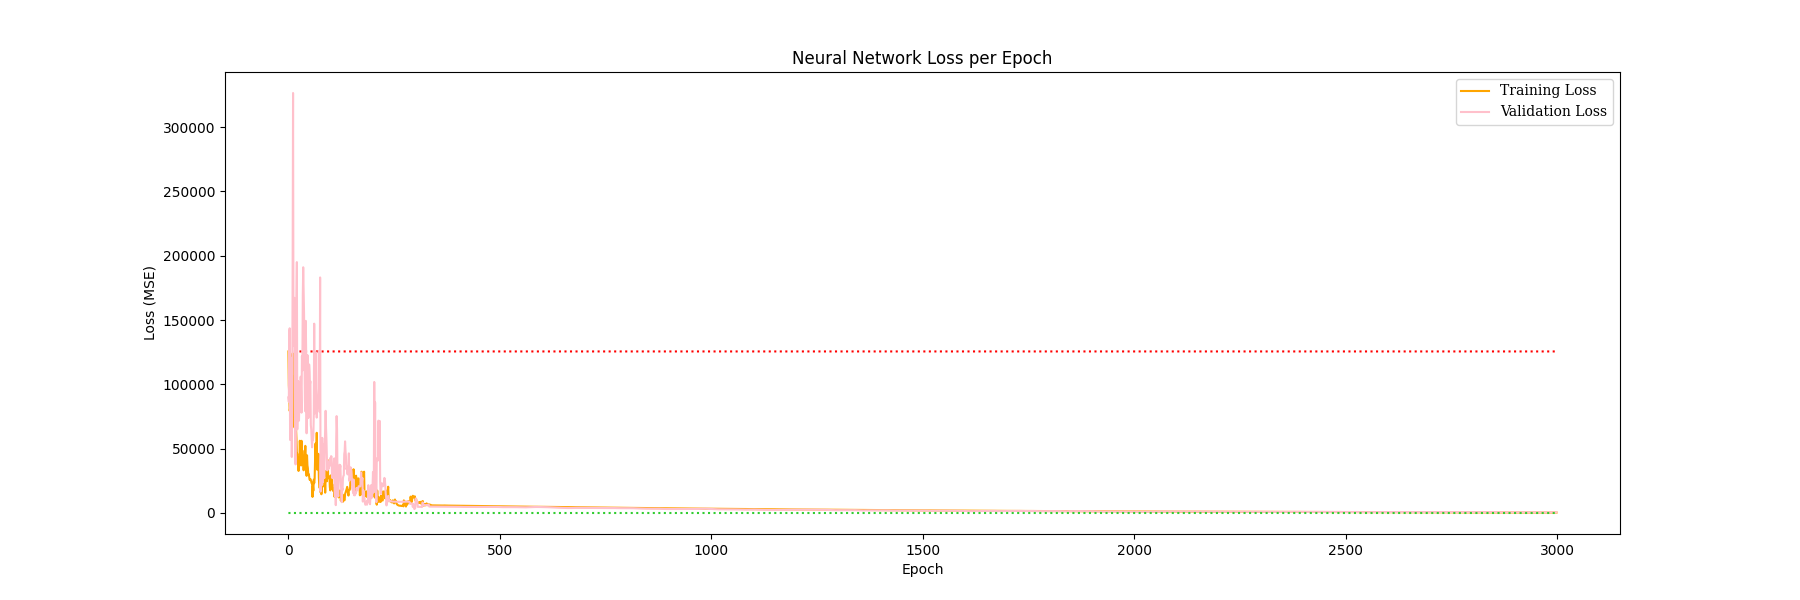 Neural Network Loss per Epoch
Training Loss
Validation Loss
300000
250000
200000
150000
100000
50000
0
Loss (MSE)
0 500 1000 1500 2000 2500 3000
Epoch